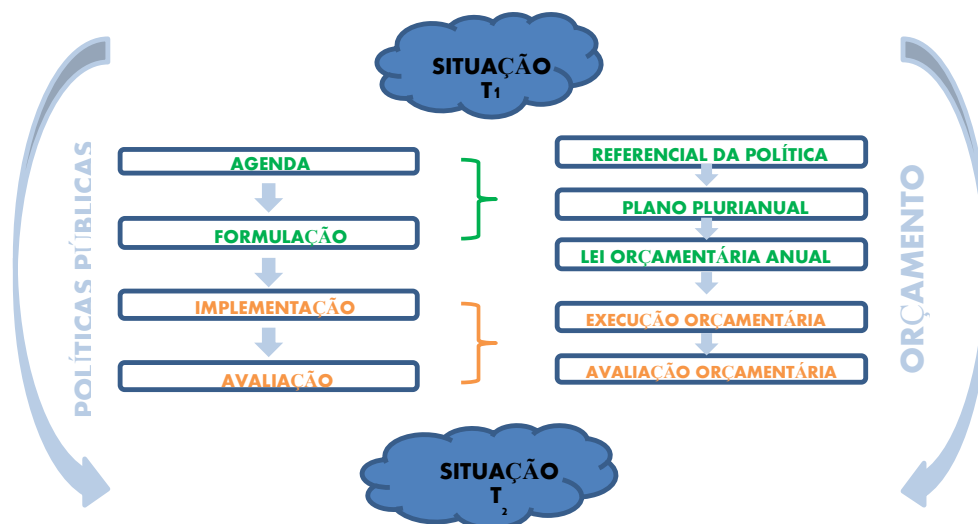 SITUAÇÃO
T1
POLÍTICAS PÚBLICAS
AGENDA
FORMULAÇÃO
IMPLEMENTAÇÃO
AVALIAÇÃO
REFERENCIAL DA POLÍTICA
PLANO PLURIANUAL
LEI ORÇAMENTÁRIA ANUAL
EXECUÇÃO ORÇAMENTÁRIA
AVALIAÇÃO ORÇAMENTÁRIA
ORÇAMENTO
SITUAÇÃO
T2